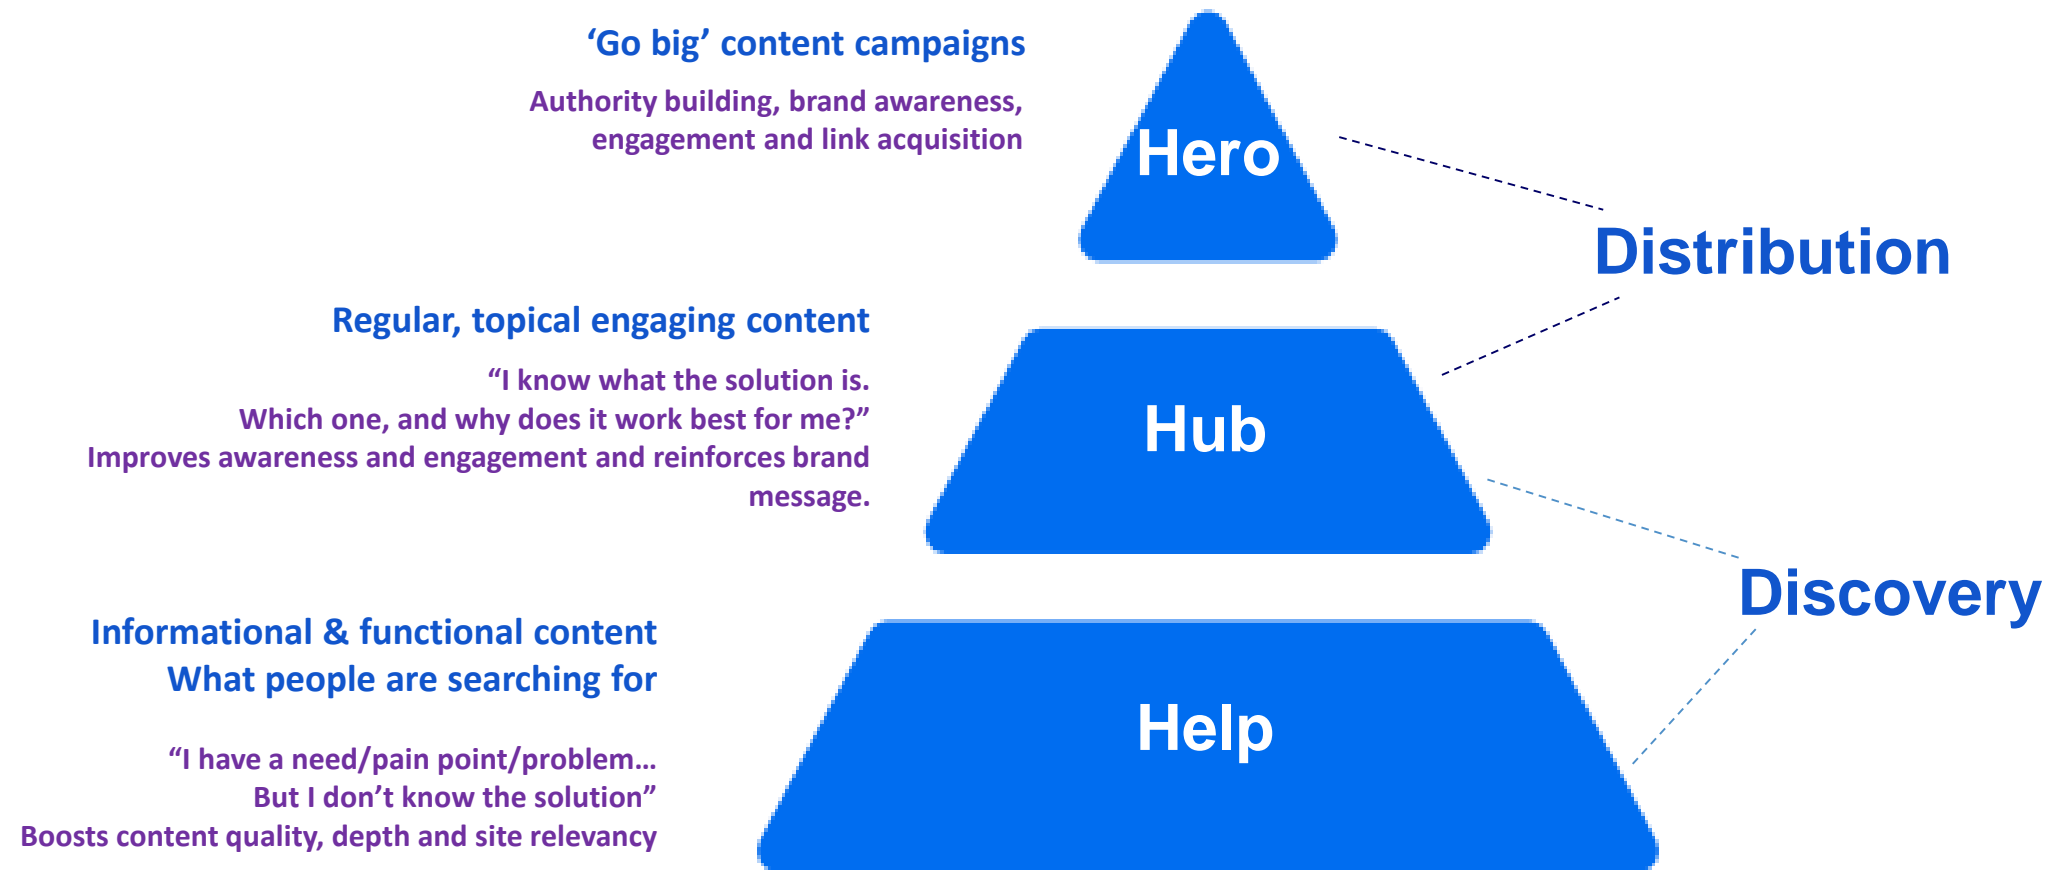 ‘Go big’ content campaigns
Authority building, brand awareness,
engagement and link acquisition
Hero
Distribution
Regular, topical engaging content
“I know what the solution is.
Which one, and why does it work best for me?”
Improves awareness and engagement and reinforces brand
message.
Hub
Discovery
Informational & functional content
What people are searching for
“I have a need/pain point/problem…
But I don’t know the solution”
Boosts content quality, depth and site relevancy
Help